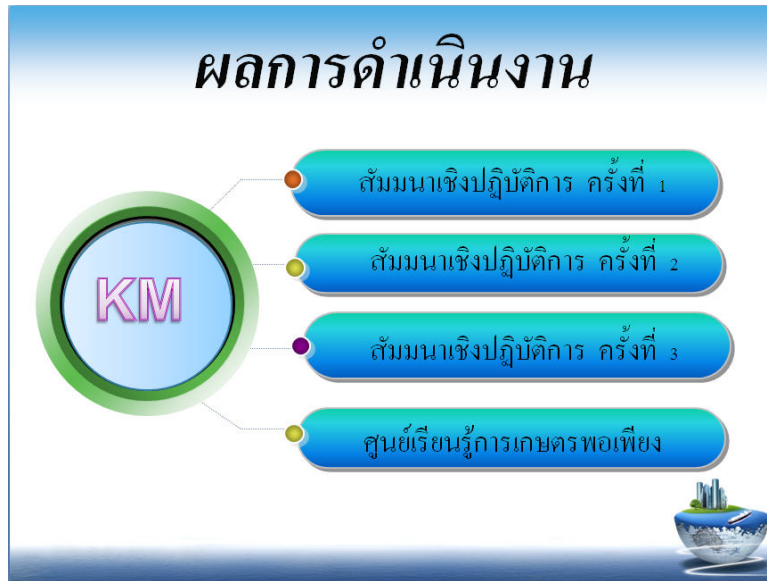 ผลการดำเนินงาน
สัมมนาเชิงปฏิบัติการ ครั้งที่ 1
สัมมนาเชิงปฏิบัติการ ครั้งที่ 2
KM
สัมมนาเชิงปฏิบัติการ ครั้งที่ 3
ศูนย์เรียนรู้การเกษตรพอเพียง